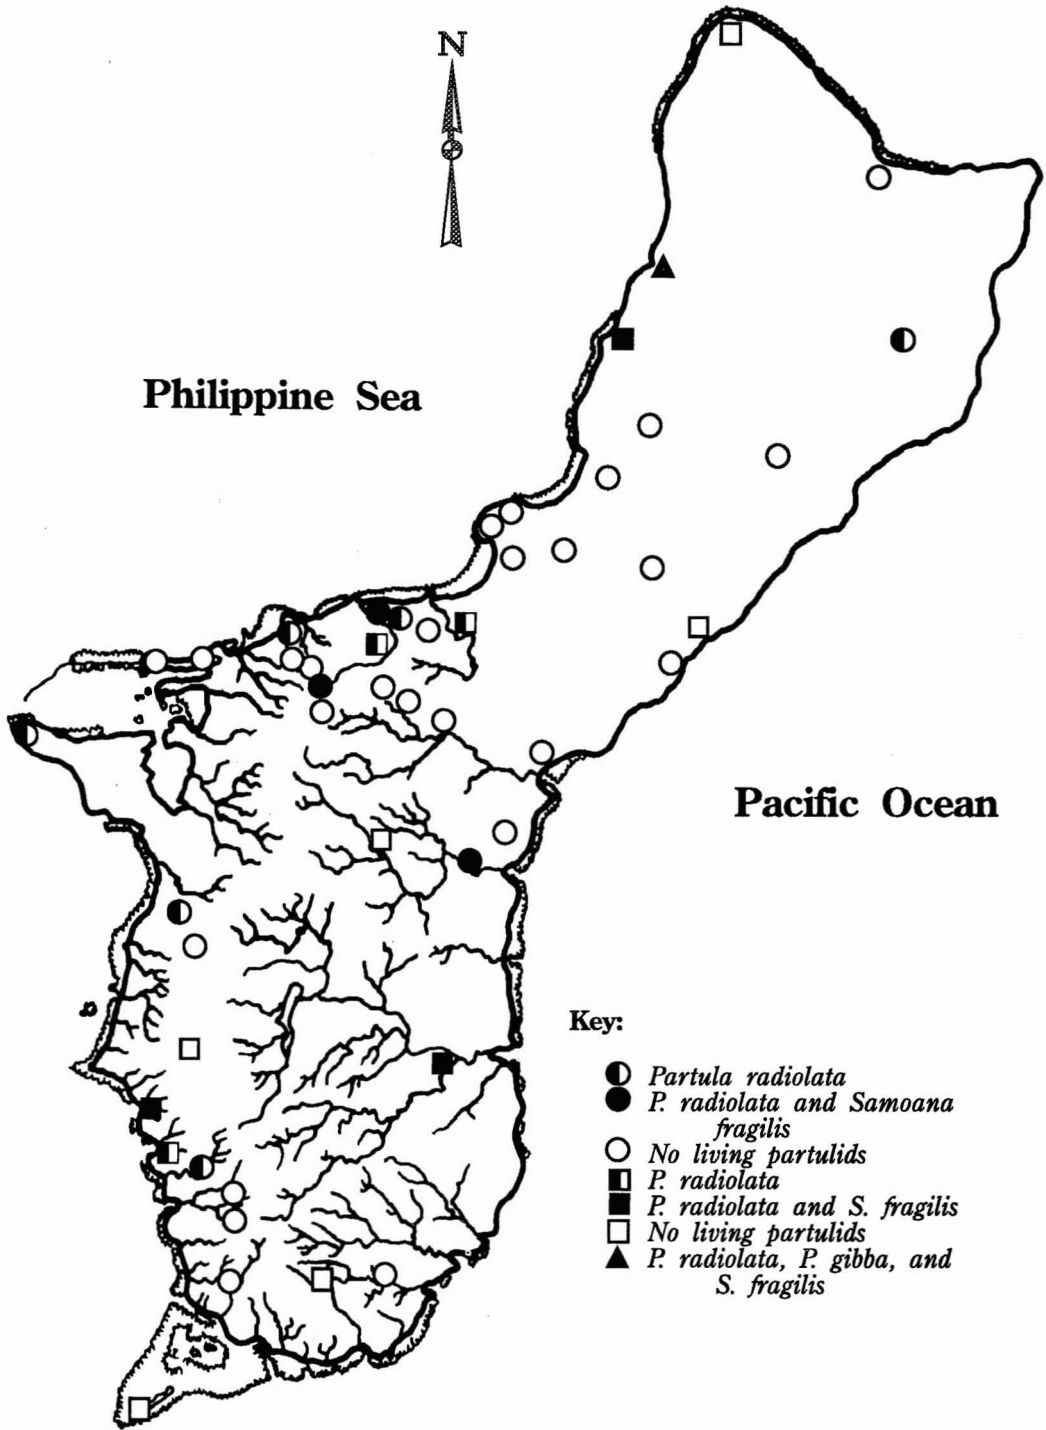 N
Philippine Sea
Pacific Ocean
Key:
Partula radiolata
P. radiolata and Samoana
fragilis
No living partulids
P. radiolata
P. radiolata and S. fragilis
No living partulids
P. radiolata, P. gibba, and
S. fragilis